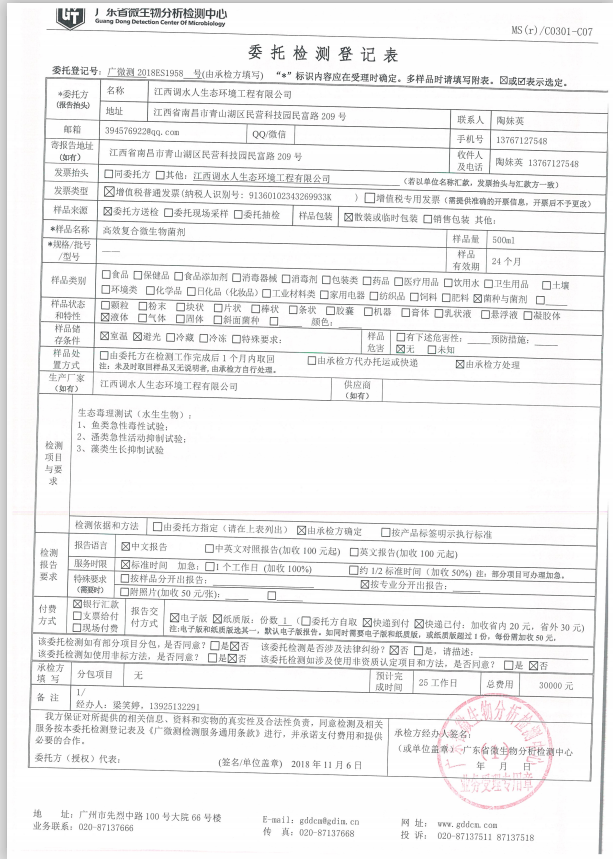 广东省微生物分析检测中心
Guang Dong Detection Center Of Microbiology
MS(r)/C0301-C07
委托检测登记表
委托登记号:广微测 2018ES1958 号(由承检方填写) “*”标识内容应在受理时确定。多样品时请填写附表。☒或☑表示选定。
*委托方(报告抬头) 名称 江西调水人生态环境工程有限公司
地址 江西省南昌市青山湖区民营科技园民富路 209 号 联系人 陶妹英
邮箱 394576922@qq.com QQ/微信 手机号 13767127548
寄报告地址(如有) 江西省南昌市青山湖区民营科技园民富路 209 号 收件人及电话 陶妹英 13767127548
发票抬头 □同委托方 □其他:江西调水人生态环境工程有限公司 (若以单位名称汇款,发票抬头与汇款方一致)
发票类型 ☒增值税普通发票(纳税人识别号: 91360102343269933K ) □增值税专用发票(需提供准确的开票信息,开票后不予更改)
样品来源 ☒委托方送检 □委托现场采样 □委托抽检 样品包装 ☒散装或临时包装 □销售包装 其他:
*样品名称 高效复合微生物菌剂 样品量 500ml
*规格/批号/型号 —— 样品有效期 24 个月
样品类别 □食品 □保健品 □食品添加剂 □消毒器械 □消毒剂 □包装类 □药品 □医疗用品 □饮用水 □卫生用品 □土壤
□环境类 □化学品 □日化品(化妆品) □工业材料类 □家用电器 □纺织品 □饲料 □肥料 ☒菌种与菌剂 □____
样品状态和特性 □颗粒 □粉末 □块状 □片状 □棒状 □条状 □胶囊 □机器 □膏体 □乳状液 □悬浮液 □凝胶体
☒液体 □气体 □固体 □斜面菌种 □____ 颜色:____
样品储存条件 ☒室温 ☒避光 □冷藏 □冷冻 □特殊要求: 样品危害 □有下述危害性:____预防措施:____
☒无 □未知
样品处置方式 □由委托方在检测工作完成后 1 个月内取回 □由承检方代办托运或快递 ☒由承检方处理
注:未及时取回样品又无说明者,由承检方自行处理。
生产厂家(如有) 江西调水人生态环境工程有限公司 供应商(如有)
检测项目与要求
生态毒理测试(水生生物):
1、鱼类急性毒性试验;
2、溞类急性活动抑制试验;
3、藻类生长抑制试验
检测依据和方法 □由委托方指定(请在上表列出) ☒由承检方确定 □按产品标签明示执行标准
检测报告要求 报告语言 ☒中文报告 □中英文对照报告(加收 100 元起) □英文报告(加收 100 元起)
服务时限 ☒标准时间 加急: □1 个工作日 (加收 100%) □约 1/2 标准时间(加收 50%) 注:部分项目可办理加急。
特殊要求(需要时) □按样品分开出报告:____ ☒按专业分开出报告:____
□附照片(加收 50 元/张):____ □____
付费方式 ☒银行汇款 □支票给付 □现场付费
报告交付方式 ☒电子版 ☒纸质版:份数 1 (□委托方自取 ☒快递到付 ☒快递已付:加收省内 20 元,省外 30 元)
注:电子版和纸质版选其一,默认电子版报告。如同时需要电子版和纸质版,或纸质版超过 1 份,每份需加收 50 元。
该委托检测如有部分项目分包,是否同意? □是☒否 该委托检测是否涉及法律纠纷? ☒否 □是,请描述:____
该委托检测如使用非标方法,是否同意? □是☒否 该委托检测如涉及使用非资质认定项目和方法,是否同意? □是 ☒否
承检方填写 分包项目 无 预计完成时间 25 工作日 总费用 30000 元
备注 1/
经办人:梁笑婷,13925132291
我方保证对所提供的相关信息、资料和实物的真实性及合法性负责,同意检测及相关
服务按本委托检测登记表及《广微测检测服务通用条款》进行,并承诺支付费用和提供
必要的合作。
委托方(授权)代表: (签名/单位盖章) 2018 年 11 月 6 日
承检方经办人签名:
(或单位盖章) 广东省微生物分析检测中心
年 月 日
广东省微生物分析检测中心
(1)
业务受理专用章
地 址:广州市先烈中路 100 号大院 66 号楼 E-mail:gddcm@gdim.cn 网 址: www.gddcm.com
业务联系:020-87137666 传 真:020-87137668 投 诉: 020-87137511 87137518